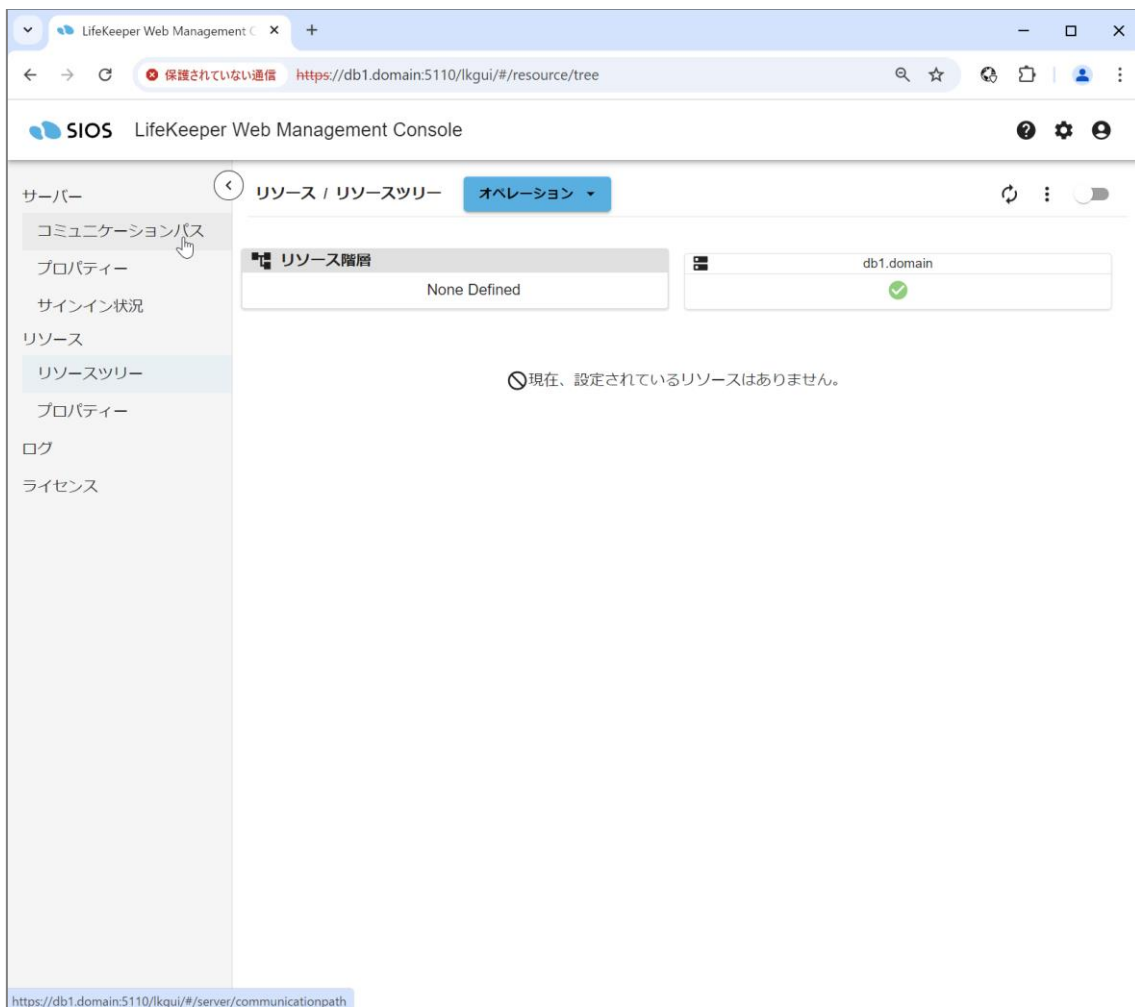 LifeKeeper Web Management C
保護されていない通信 https://db1.domain:5110/lkgui/#/resource/tree
SIOS LifeKeeper Web Management Console
サーバー
コミュニケーションパス
プロパティー
サインイン状況
リソース
リソースツリー
プロパティー
ログ
ライセンス
リソース / リソースツリー オペレーション
リソース階層
None Defined
db1.domain
現在、設定されているリソースはありません。
https://db1.domain:5110/lkgui/#/server/communicationpath